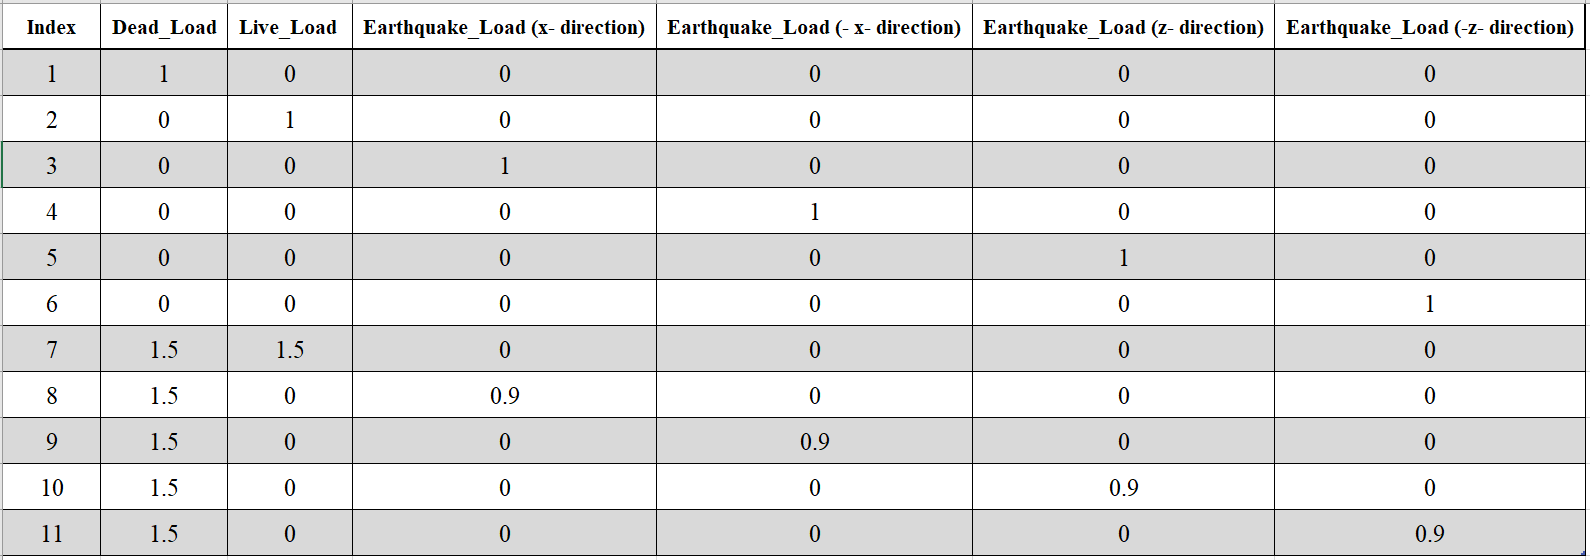 Index Dead_Load Live_Load Earthquake_Load (x- direction) Earthquake_Load (- x- direction) Earthquake_Load (z- direction) Earthquake_Load (-z- direction)
1 1 0 0 0 0 0
2 0 1 0 0 0 0
3 0 0 1 0 0 0
4 0 0 0 1 0 0
5 0 0 0 0 1 0
6 0 0 0 0 0 1
7 1.5 1.5 0 0 0 0
8 1.5 0 0.9 0 0 0
9 1.5 0 0 0.9 0 0
10 1.5 0 0 0 0.9 0
11 1.5 0 0 0 0 0.9